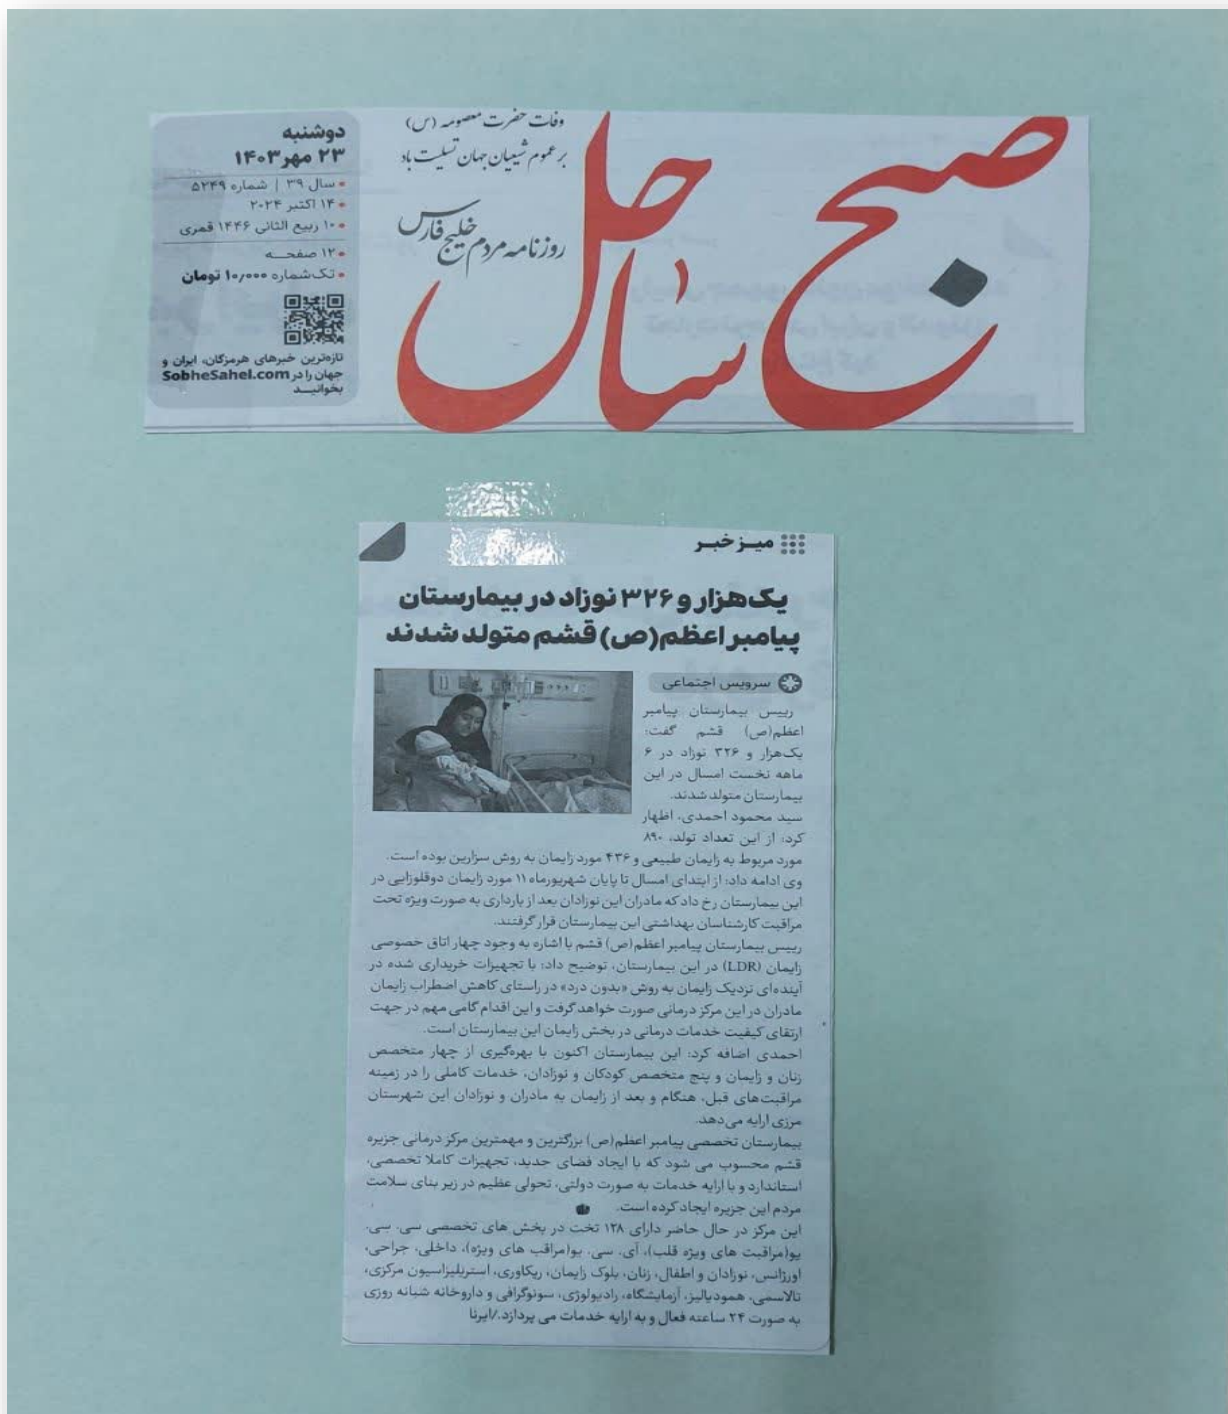 صبح ساحل
وفات حضرت معصومه (س)
بر عموم شیعیان جهان تسلیت باد
روزنامه مردم خلیج فارس
دوشنبه
۲۳ مهر ۱۴۰۳
سال ۳۹ | شماره ۵۲۴۹
۱۴ اکتبر ۲۰۲۴
۱۰ ربیع الثانی ۱۴۴۶ قمری
۱۲ صفحـــه
تک‌شماره ۱۰٫۰۰۰ تومان
تازه‌ترین خبرهای هرمزگان، ایران و
جهان را در SobheSahel.com
بخوانیـــد
میـز خبـر
یک‌هزار و ۳۲۶ نوزاد در بیمارستان
پیامبر اعظم(ص) قشم متولد شدند
سرویس اجتماعی
رییس بیمارستان پیامبر
اعظم(ص) قشم گفت:
یک‌هزار و ۳۲۶ نوزاد در ۶
ماهه نخست امسال در این
بیمارستان متولد شدند.
سید محمود احمدی، اظهار
کرد: از این تعداد تولد، ۸۹۰
مورد مربوط به زایمان طبیعی و ۴۳۶ مورد زایمان به روش سزارین بوده است.
وی ادامه داد: از ابتدای امسال تا پایان شهریورماه ۱۱ مورد زایمان دوقلوزایی در
این بیمارستان رخ داد که مادران این نوزادان بعد از بارداری به صورت ویژه تحت
مراقبت کارشناسان بهداشتی این بیمارستان قرار گرفتند.
رییس بیمارستان پیامبر اعظم(ص) قشم با اشاره به وجود چهار اتاق خصوصی
زایمان (LDR) در این بیمارستان، توضیح داد: با تجهیزات خریداری شده در
آینده‌ای نزدیک زایمان به روش «بدون درد» در راستای کاهش اضطراب زایمان
مادران در این مرکز درمانی صورت خواهد گرفت و این اقدام گامی مهم در جهت
ارتقای کیفیت خدمات درمانی در بخش زایمان این بیمارستان است.
احمدی اضافه کرد: این بیمارستان اکنون با بهره‌گیری از چهار متخصص
زنان و زایمان و پنج متخصص کودکان و نوزادان، خدمات کاملی را در زمینه
مراقبت‌های قبل، هنگام و بعد از زایمان به مادران و نوزادان این شهرستان
مرزی ارایه می‌دهد.
بیمارستان تخصصی پیامبر اعظم(ص) بزرگترین و مهمترین مرکز درمانی جزیره
قشم محسوب می شود که با ایجاد فضای جدید، تجهیزات کاملا تخصصی،
استاندارد و با ارایه خدمات به صورت دولتی، تحولی عظیم در زیر بنای سلامت
مردم این جزیره ایجاد کرده است.
این مرکز در حال حاضر دارای ۱۲۸ تخت در بخش های تخصصی سی. سی.
یو(مراقبت های ویژه قلب)، آی. سی. یو(مراقب های ویژه)، داخلی، جراحی،
اورژانس، نوزادان و اطفال، زنان، بلوک زایمان، ریکاوری، استریلیزاسیون مرکزی،
تالاسمی، همودیالیز، آزمایشگاه، رادیولوژی، سونوگرافی و داروخانه شبانه روزی
به صورت ۲۴ ساعته فعال و به ارایه خدمات می پردازد./ایرنا